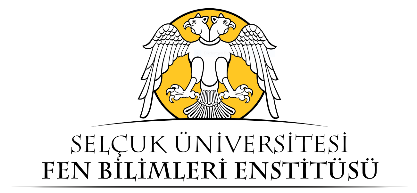 SELÇUK ÜNİVERSİTESİ
FEN BİLİMLERİ ENSTİTÜSÜ